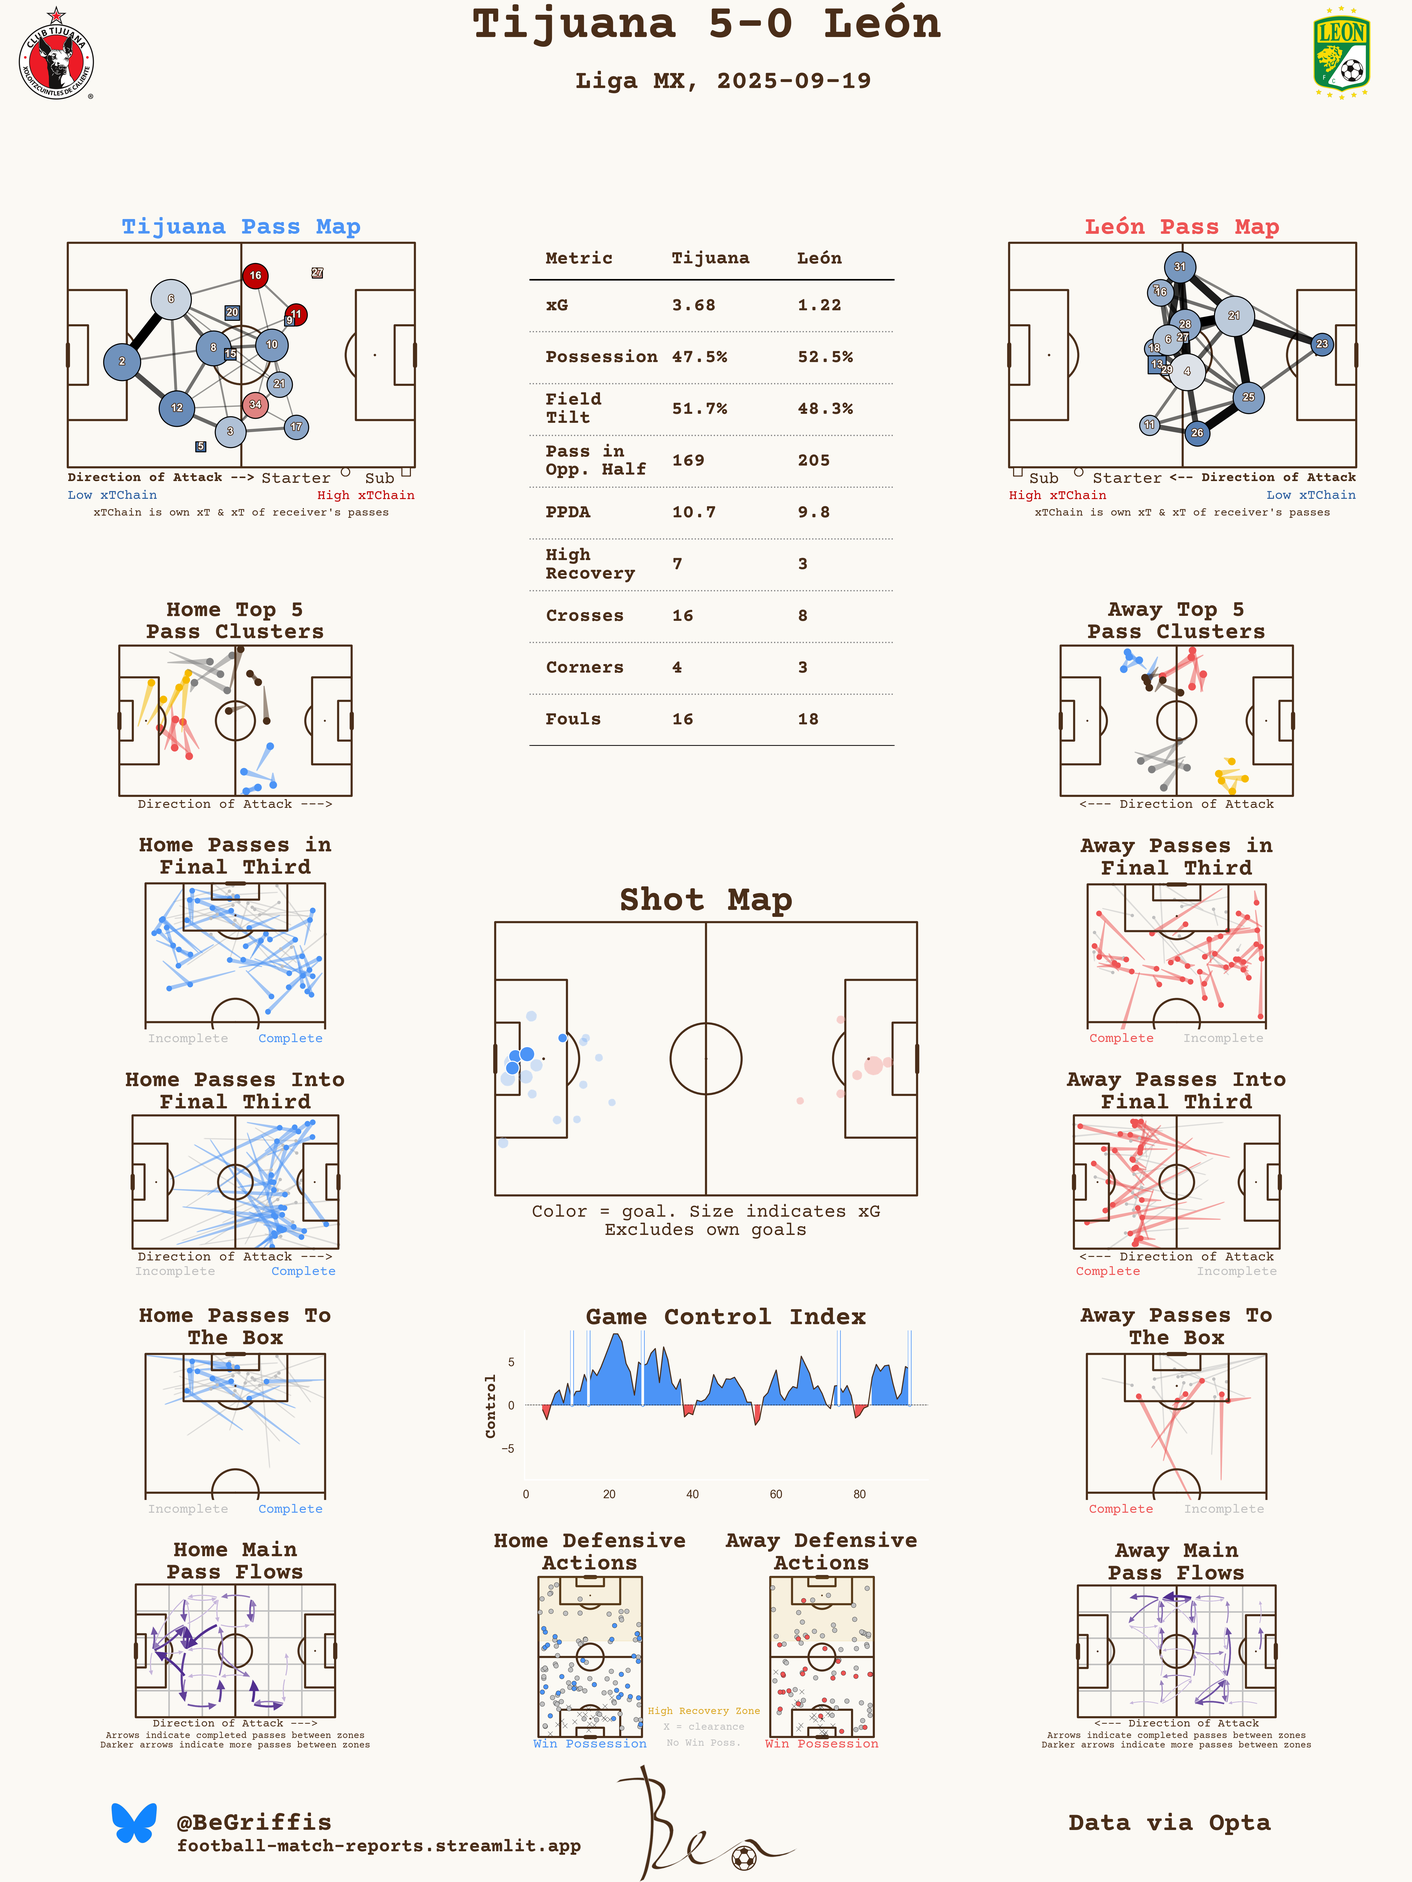 Tijuana 5-0 León
Liga MX, 2025-09-19
CLUB TIJUANA
XOLOITZCUINTLES DE CALIENTE
®
LEON
F C
Tijuana Pass Map
16
27
6
20
11
9
8
15
10
2
21
12
34
3
17
5
Direction of Attack --> Starter Sub
Low xTChain High xTChain
xTChain is own xT & xT of receiver's passes
Metric Tijuana León
xG 3.68 1.22
Possession 47.5% 52.5%
Field
Tilt 51.7% 48.3%
Pass in
Opp. Half 169 205
PPDA 10.7 9.8
High
Recovery 7 3
Crosses 16 8
Corners 4 3
Fouls 16 18
León Pass Map
31
16
21
28
27
6
18
23
13
29
4
25
11
26
Sub Starter <-- Direction of Attack
High xTChain Low xTChain
xTChain is own xT & xT of receiver's passes
Home Top 5
Pass Clusters
Direction of Attack --->
Away Top 5
Pass Clusters
<--- Direction of Attack
Home Passes in
Final Third
Incomplete Complete
Away Passes in
Final Third
Complete Incomplete
Shot Map
Color = goal. Size indicates xG
Excludes own goals
Home Passes Into
Final Third
Direction of Attack --->
Incomplete Complete
Away Passes Into
Final Third
<--- Direction of Attack
Complete Incomplete
Home Passes To
The Box
Incomplete Complete
Game Control Index
Control
5
0
−5
0 20 40 60 80
Away Passes To
The Box
Complete Incomplete
Home Main
Pass Flows
Direction of Attack --->
Arrows indicate completed passes between zones
Darker arrows indicate more passes between zones
Home Defensive
Actions
Win Possession
High Recovery Zone
X = clearance
No Win Poss.
Away Defensive
Actions
Win Possession
Away Main
Pass Flows
<--- Direction of Attack
Arrows indicate completed passes between zones
Darker arrows indicate more passes between zones
@BeGriffis
football-match-reports.streamlit.app
Ben
Data via Opta